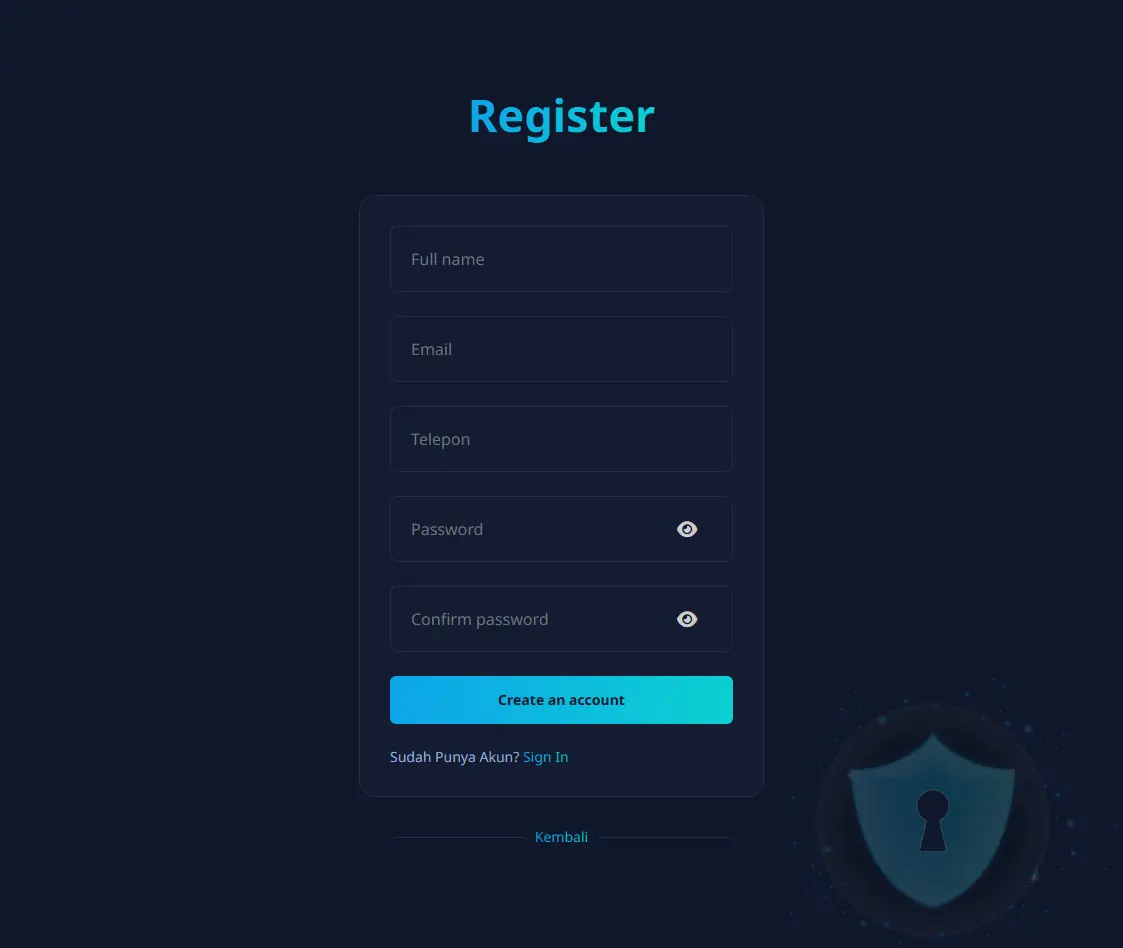 Register
Full name
Email
Telepon
Password
Confirm password
Create an account
Sudah Punya Akun? Sign In
Kembali